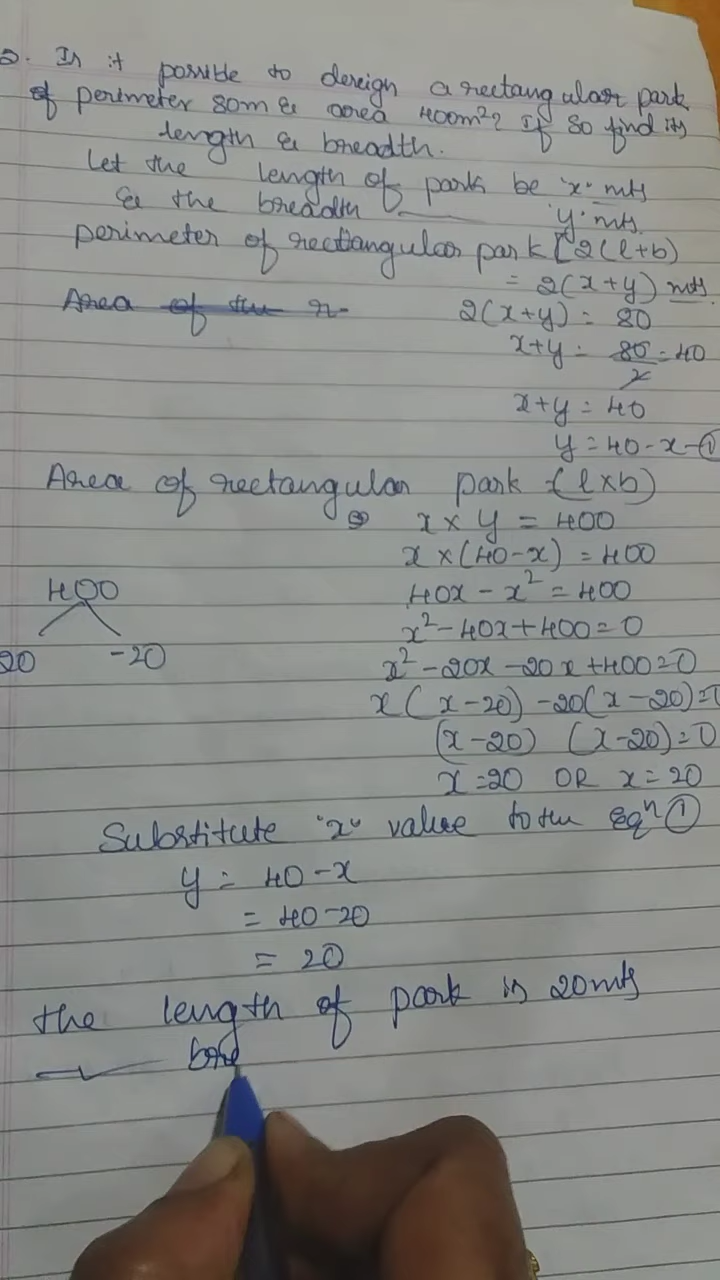 2. Is it possible to dereign a rectangular park
of perimeter 80m & area 400m²? If so find its
length & breadth.
Let the length of park be "x" mts
& the breadth ——— "y" mts.
perimeter of rectangular park [2(l+b)
= 2(x+y) mts.
Area of the r
2(x+y) = 80
x+y = 80/2 = 40
x+y = 40
y = 40-x-①
Area of rectangular park (l×b)
x × y = 400
x × (40-x) = 400
40x - x² = 400
400
x² - 40x + 400 = 0
20 -20
x² - 20x - 20x + 400 = 0
x(x-20) -20(x-20)=0
(x-20) (x-20)=0
x=20 OR x=20
Substitute "x" value to the eqⁿ ①
y = 40-x
= 40-20
= 20
the length of park is 20mts
bre